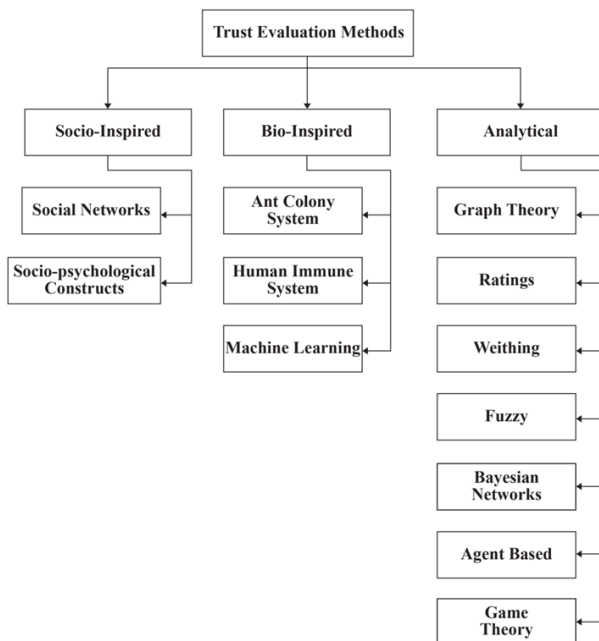 Trust Evaluation Methods
Socio-Inspired
Bio-Inspired
Analytical
Social Networks
Socio-psychological
Constructs
Ant Colony
System
Human Immune
System
Machine Learning
Graph Theory
Ratings
Weithing
Fuzzy
Bayesian
Networks
Agent Based
Game
Theory